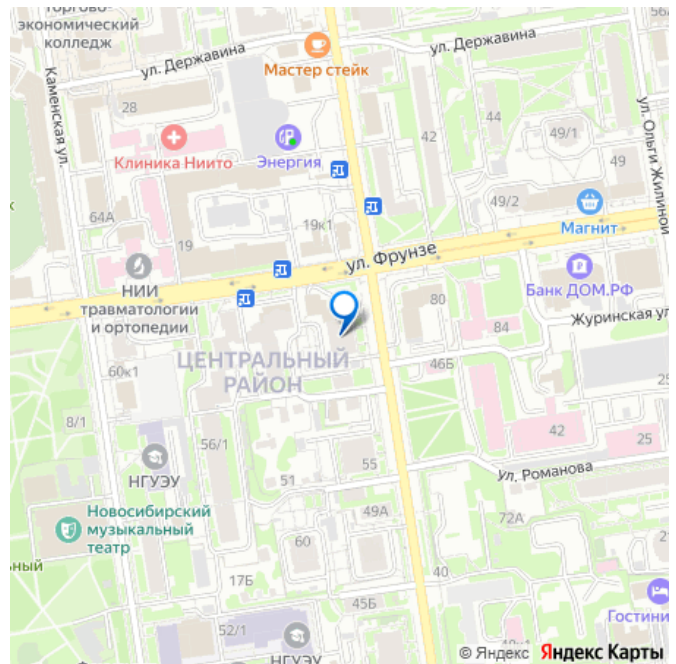 торгово-
экономический
колледж
ул. Державина
Мастер стейк
ул. Державина
56А
Каменская ул.
28
Клиника Ниито
Энергия
42
44
49/1
49
ул. Ольги Жилиной
64А
19к1
49/2
Магнит
19
ул. Фрунзе
НИИ
травматологии
и ортопедии
80
Банк ДОМ.РФ
84
Журинская ул.
ЦЕНТРАЛЬНЫЙ
РАЙОН
46Б
60к1
8/1
56/1
42
25
НГУЭУ
51
55
ул. Романова
Новосибирский
музыкальный
театр
49А
72А
60
17Б
40
45Б
52/1
НГУЭУ
Гостини
© Яндекс Яндекс Карты